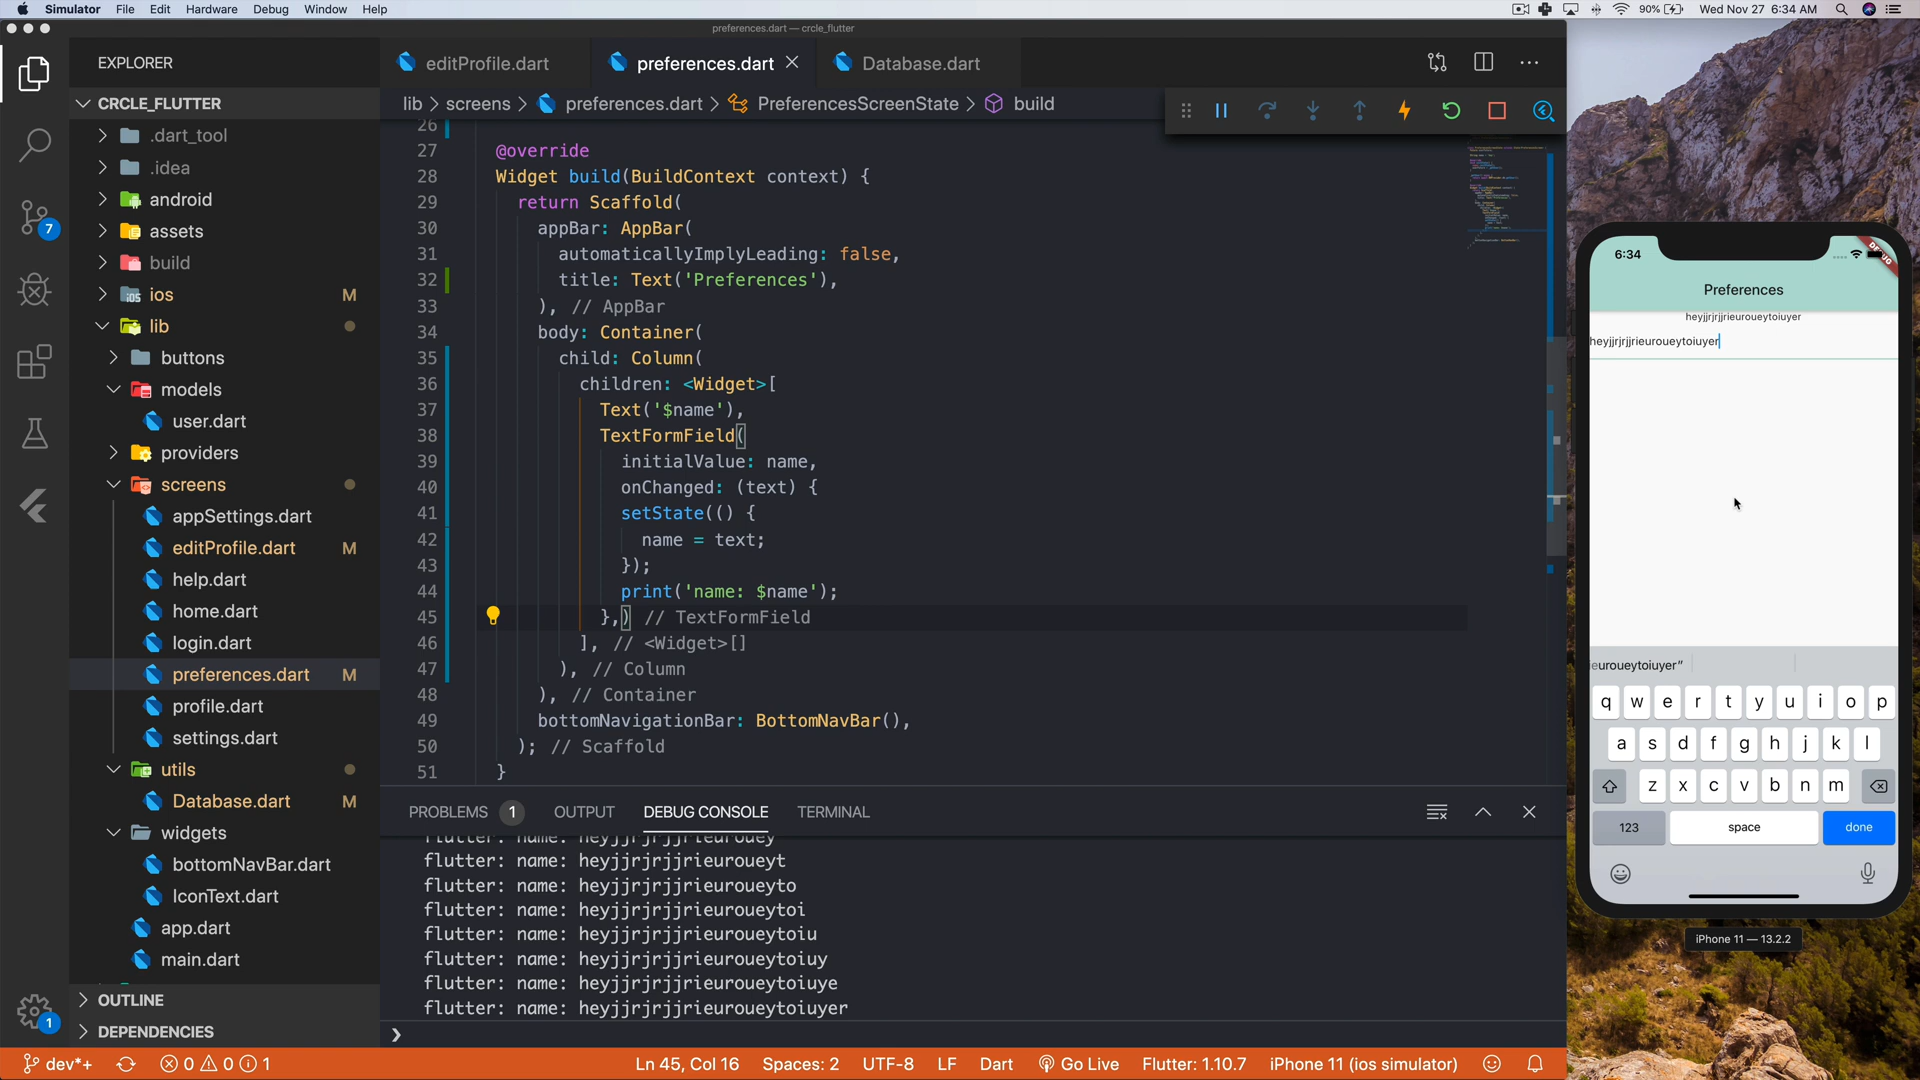 Simulator File Edit Hardware Debug Window Help
90% Wed Nov 27 6:34 AM
preferences.dart — crcle_flutter
EXPLORER
editProfile.dart
preferences.dart
Database.dart
CRCLE_FLUTTER
lib > screens > preferences.dart > PreferencesScreenState > build
.dart_tool
.idea
android
assets
build
ios M
lib
buttons
models
user.dart
providers
screens
appSettings.dart
editProfile.dart M
help.dart
home.dart
login.dart
preferences.dart M
profile.dart
settings.dart
utils
Database.dart M
widgets
bottomNavBar.dart
IconText.dart
app.dart
main.dart
OUTLINE
DEPENDENCIES
7
1
26
27 @override
28 Widget build(BuildContext context) {
29 return Scaffold(
30 appBar: AppBar(
31 automaticallyImplyLeading: false,
32 title: Text('Preferences'),
33 ), // AppBar
34 body: Container(
35 child: Column(
36 children: <Widget>[
37 Text('$name'),
38 TextFormField(
39 initialValue: name,
40 onChanged: (text) {
41 setState(() {
42 name = text;
43 });
44 print('name: $name');
45 },) // TextFormField
46 ], // <Widget>[]
47 ), // Column
48 ), // Container
49 bottomNavigationBar: BottomNavBar(),
50 ); // Scaffold
51 }
PROBLEMS 1 OUTPUT DEBUG CONSOLE TERMINAL
flutter: name: heyjjrjrjjrieurouey
flutter: name: heyjjrjrjjrieuroueyt
flutter: name: heyjjrjrjjrieuroueyto
flutter: name: heyjjrjrjjrieuroueytoi
flutter: name: heyjjrjrjjrieuroueytoiu
flutter: name: heyjjrjrjjrieuroueytoiuy
flutter: name: heyjjrjrjjrieuroueytoiuye
flutter: name: heyjjrjrjjrieuroueytoiuyer
dev*+ 0 0 1
Ln 45, Col 16 Spaces: 2 UTF-8 LF Dart Go Live Flutter: 1.10.7 iPhone 11 (ios simulator)
6:34
DEBUG
Preferences
heyjjrjrjjrieuroueytoiuyer
heyjjrjrjjrieuroueytoiuyer
euroueytoiuyer”
q w e r t y u i o p
a s d f g h j k l
z x c v b n m
123 space done
iPhone 11 — 13.2.2